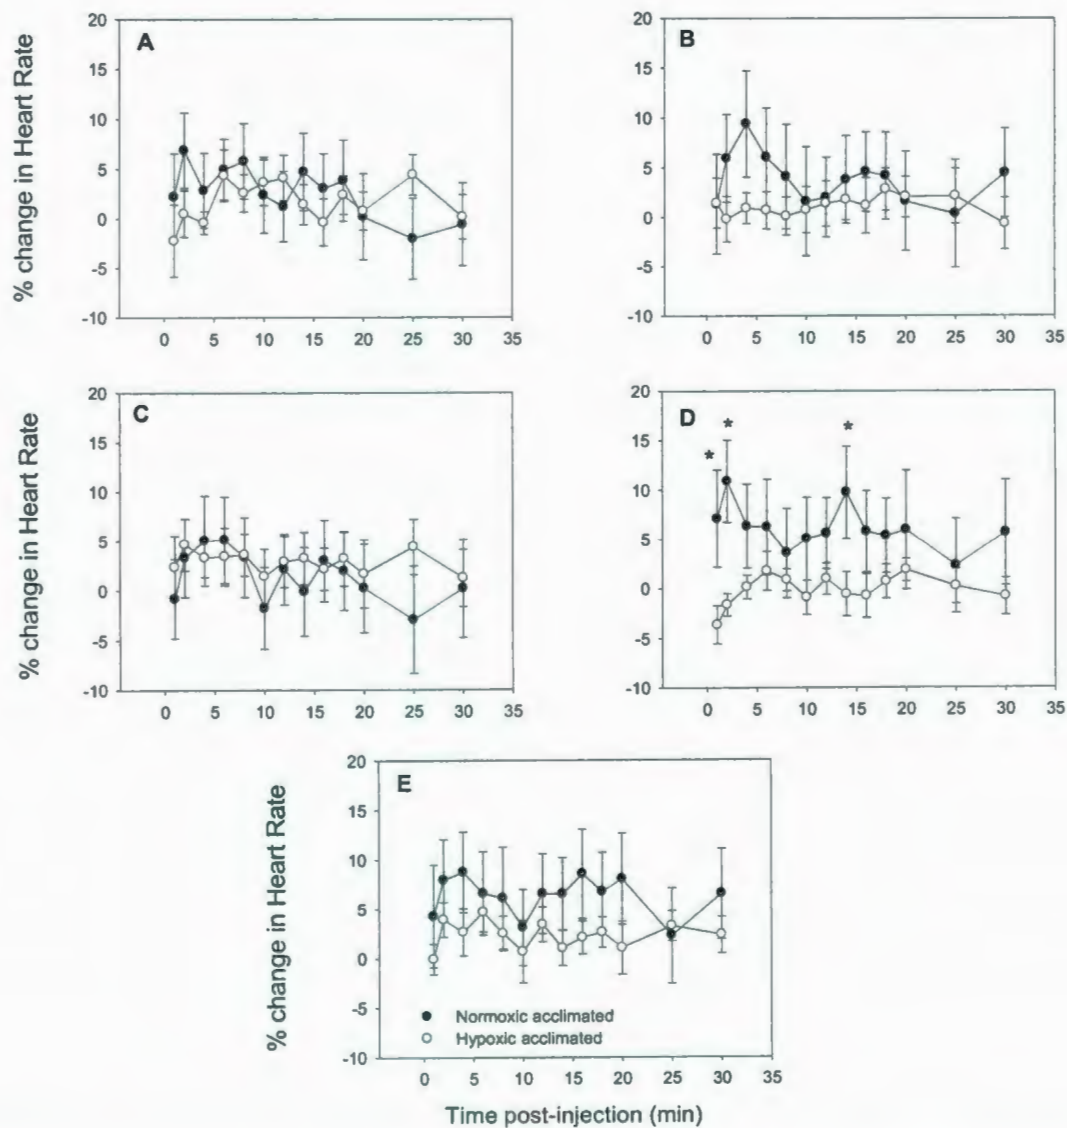 A
B
% change in Heart Rate
20
15
10
5
0
-5
-10
0 5 10 15 20 25 30 35
20
15
10
5
0
-5
-10
0 5 10 15 20 25 30 35
C
D
% change in Heart Rate
20
15
10
5
0
-5
-10
0 5 10 15 20 25 30 35
20
15
10
5
0
-5
-10
* * *
0 5 10 15 20 25 30 35
E
% change in Heart Rate
20
15
10
5
0
-5
-10
Normoxic acclimated
Hypoxic acclimated
0 5 10 15 20 25 30 35
Time post-injection (min)